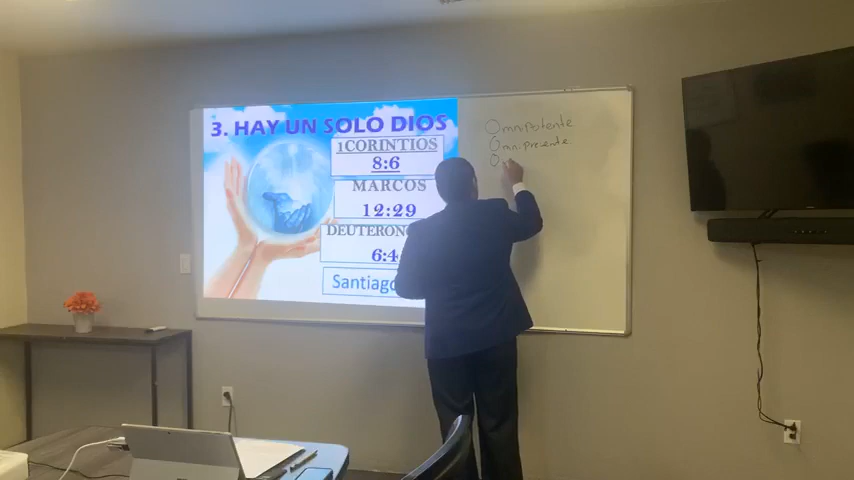 3. HAY UN SOLO DIOS
1CORINTIOS
8:6
MARCOS
12:29
6:4
Santiago
Omnipotente
Omnipresente
O